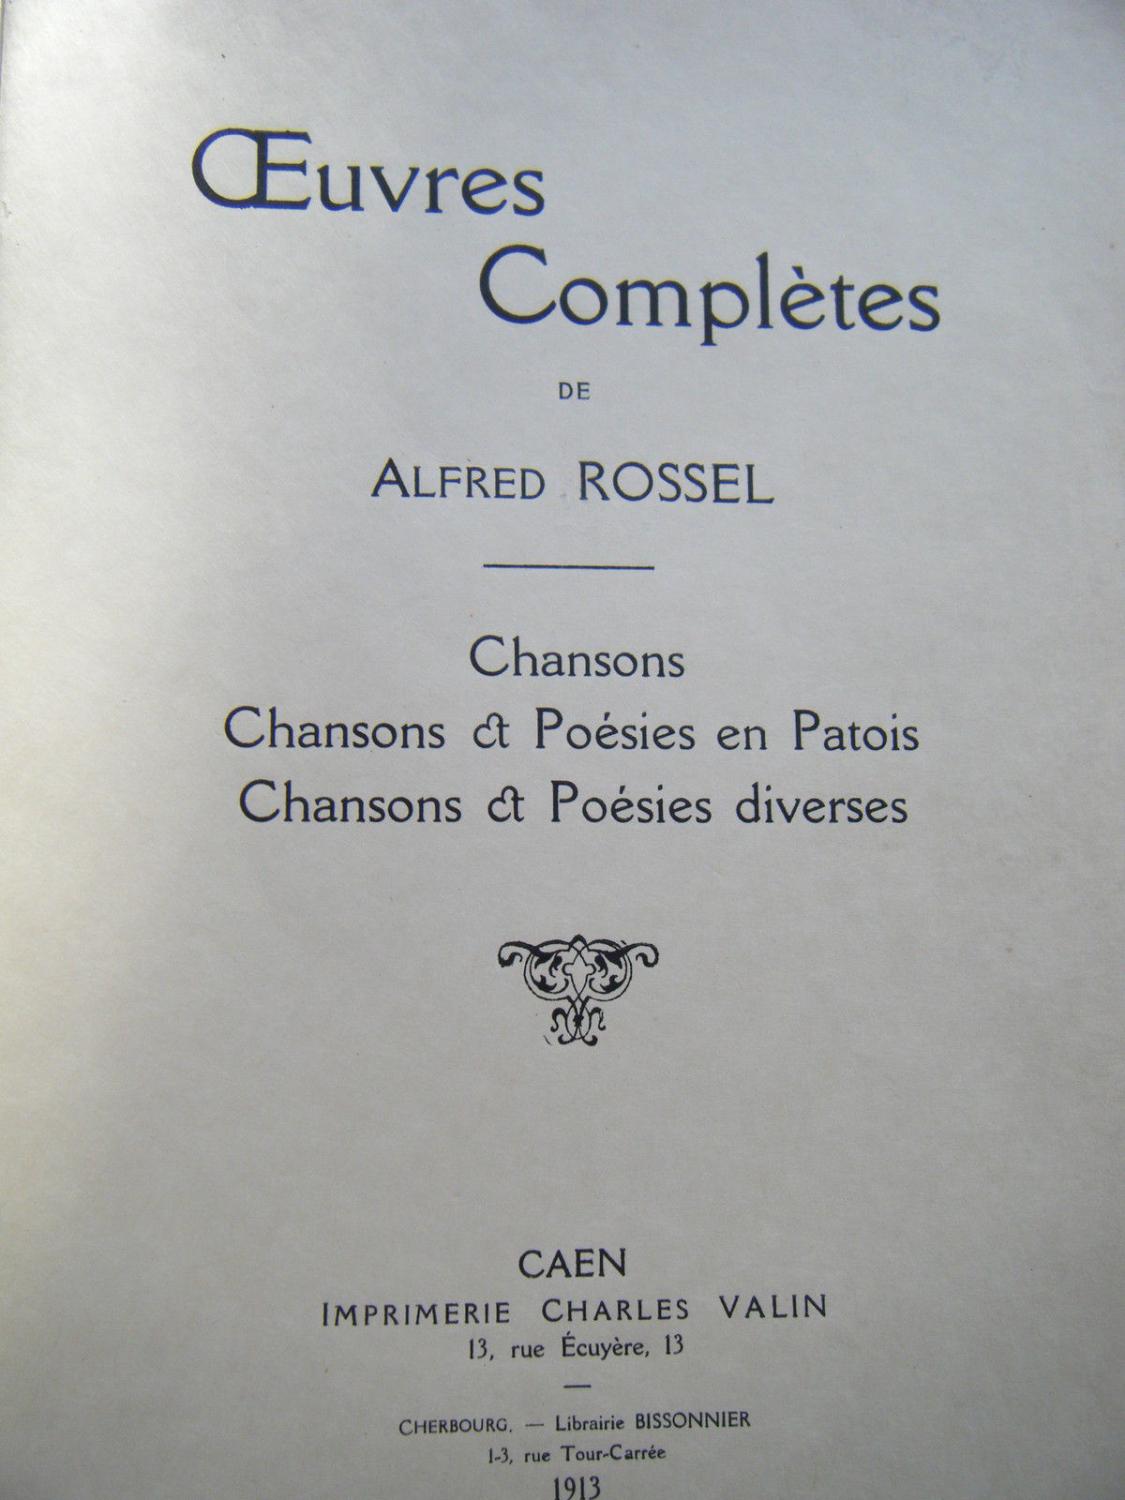 Œuvres
Complètes
DE
ALFRED ROSSEL
Chansons
Chansons & Poésies en Patois
Chansons & Poésies diverses
CAEN
IMPRIMERIE CHARLES VALIN
13, rue Écuyère, 13
—
CHERBOURG. — Librairie BISSONNIER
1-3, rue Tour-Carrée
1913